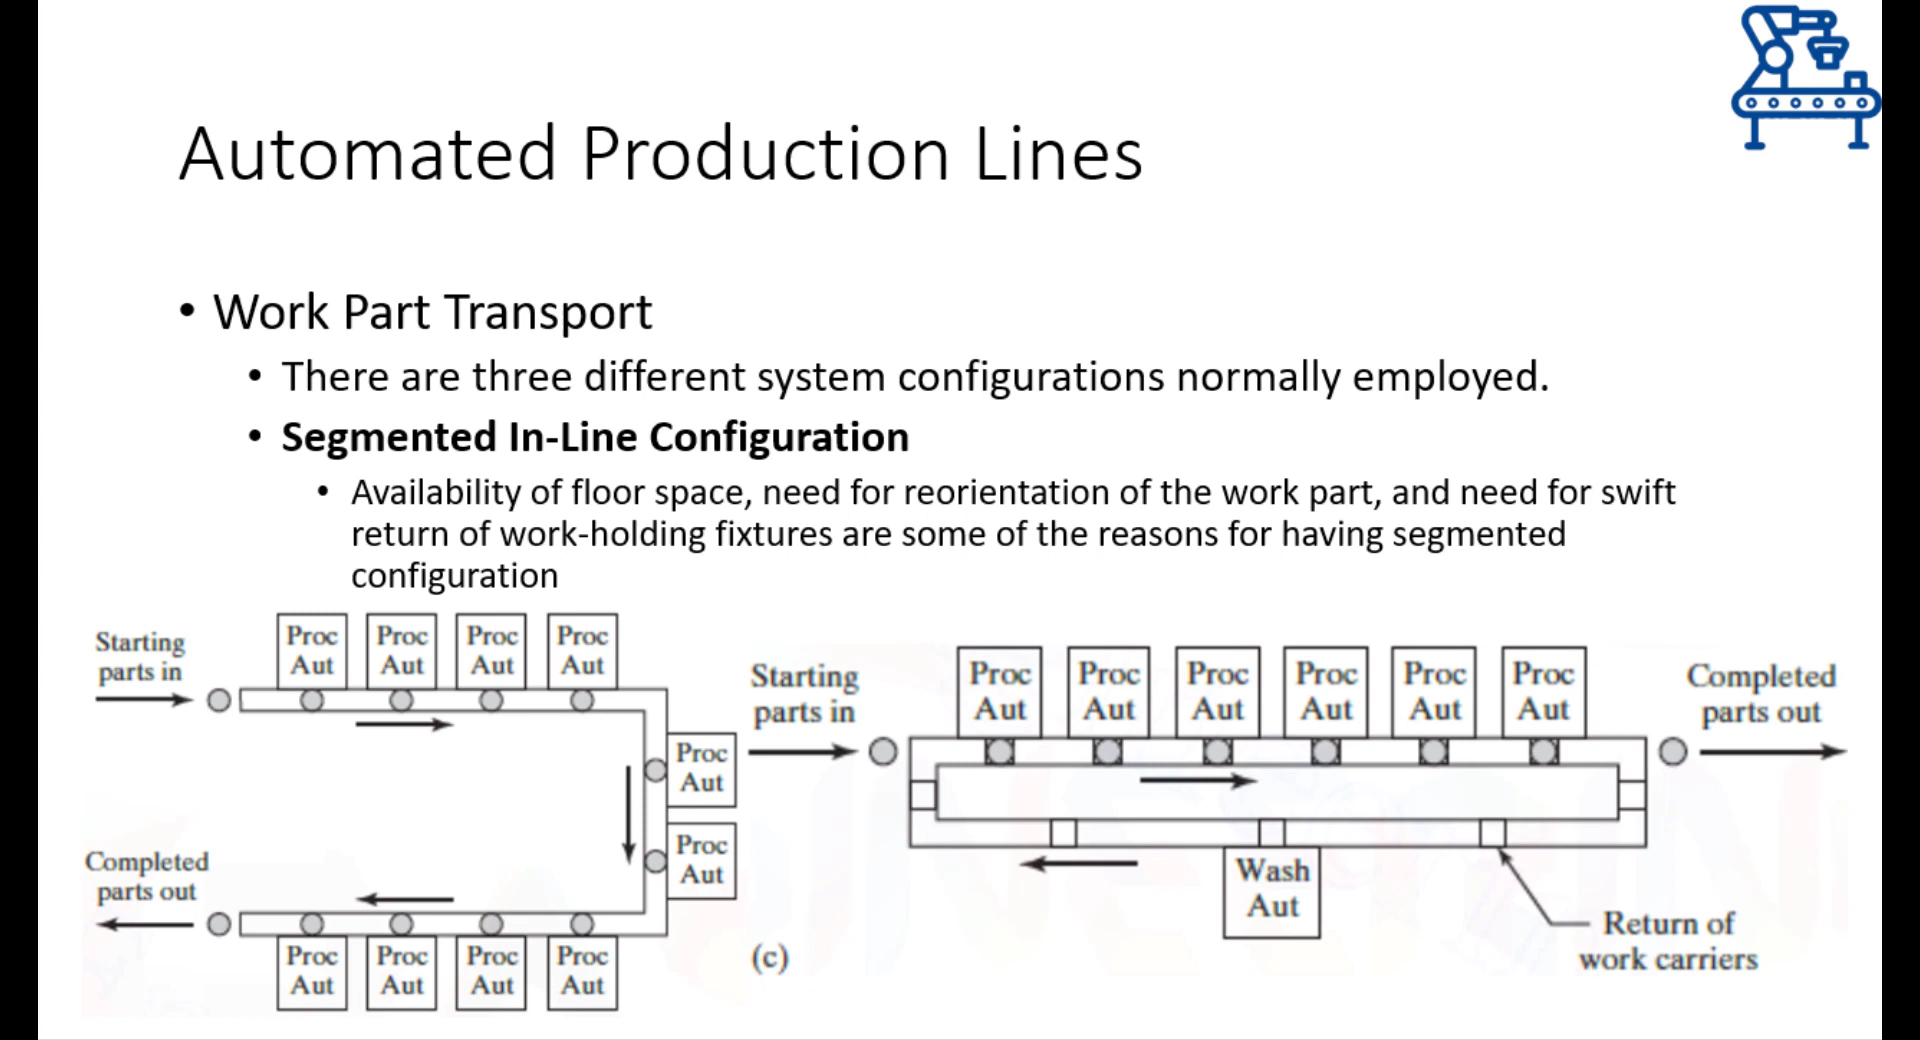 Automated Production Lines
• Work Part Transport
• There are three different system configurations normally employed.
• Segmented In-Line Configuration
• Availability of floor space, need for reorientation of the work part, and need for swift
return of work-holding fixtures are some of the reasons for having segmented
configuration
Starting
parts in
Proc
Aut
Proc
Aut
Proc
Aut
Proc
Aut
Proc
Aut
Proc
Aut
Completed
parts out
Proc
Aut
Proc
Aut
Proc
Aut
Proc
Aut
(c)
Starting
parts in
Proc
Aut
Proc
Aut
Proc
Aut
Proc
Aut
Proc
Aut
Proc
Aut
Completed
parts out
Wash
Aut
Return of
work carriers